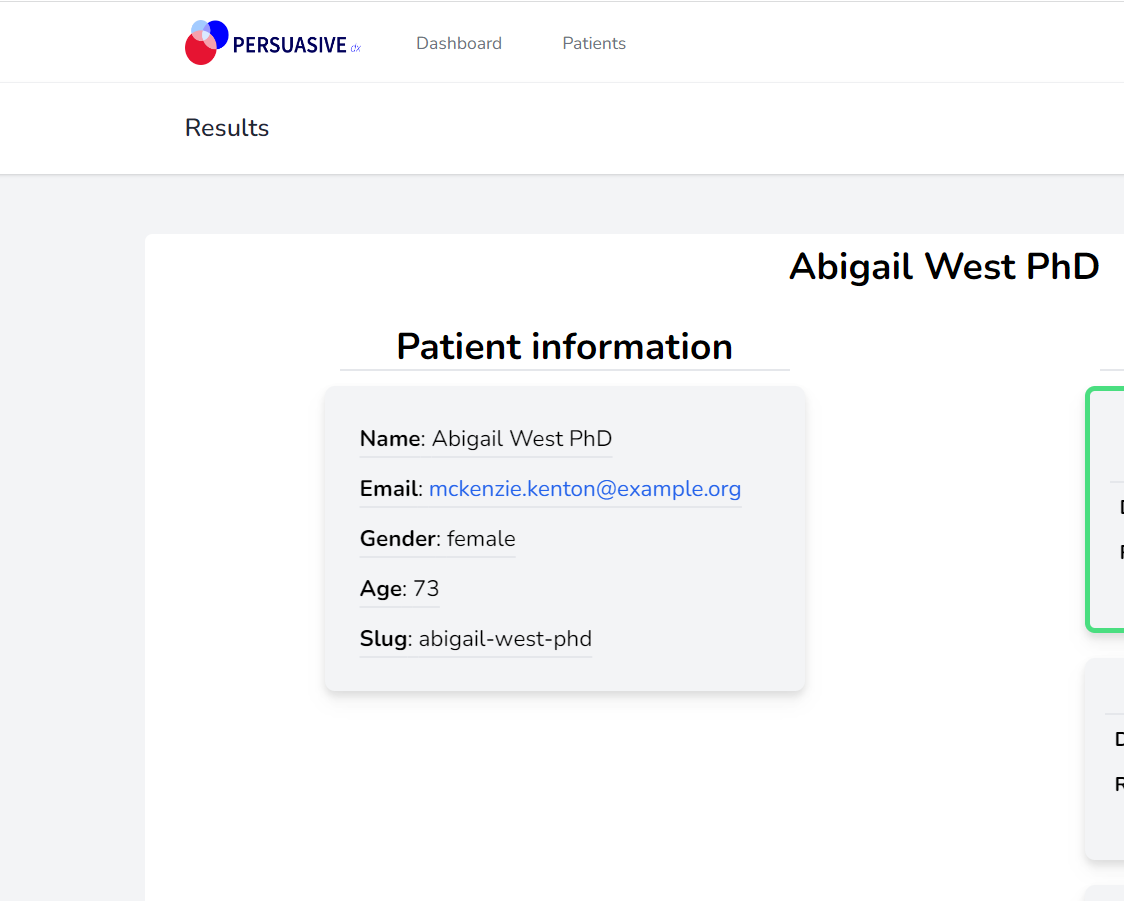 PERSUASIVE dx
Dashboard
Patients
Results
Abigail West PhD
Patient information
Name: Abigail West PhD
Email: mckenzie.kenton@example.org
Gender: female
Age: 73
Slug: abigail-west-phd